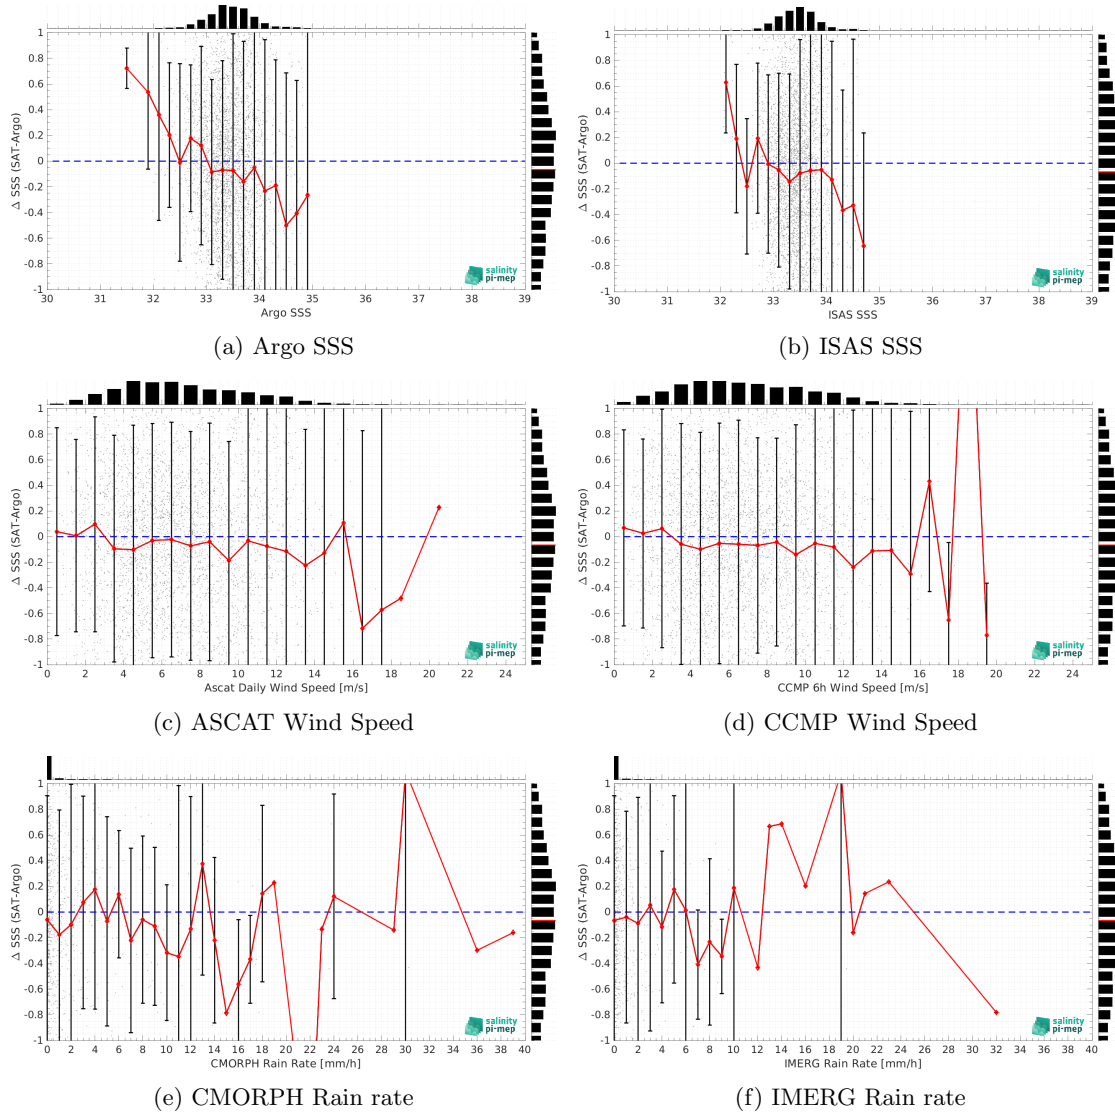 1
0.8
0.6
0.4
0.2
0
-0.2
-0.4
-0.6
-0.8
-1
Δ SSS (SAT-Argo)
salinity
pi-mep
30 31 32 33 34 35 36 37 38 39
Argo SSS
(a) Argo SSS
1
0.8
0.6
0.4
0.2
0
-0.2
-0.4
-0.6
-0.8
-1
Δ SSS (SAT-Argo)
salinity
pi-mep
30 31 32 33 34 35 36 37 38 39
ISAS SSS
(b) ISAS SSS
1
0.8
0.6
0.4
0.2
0
-0.2
-0.4
-0.6
-0.8
-1
Δ SSS (SAT-Argo)
salinity
pi-mep
0 2 4 6 8 10 12 14 16 18 20 22 24
Ascat Daily Wind Speed [m/s]
(c) ASCAT Wind Speed
1
0.8
0.6
0.4
0.2
0
-0.2
-0.4
-0.6
-0.8
-1
Δ SSS (SAT-Argo)
salinity
pi-mep
0 2 4 6 8 10 12 14 16 18 20 22 24
CCMP 6h Wind Speed [m/s]
(d) CCMP Wind Speed
1
0.8
0.6
0.4
0.2
0
-0.2
-0.4
-0.6
-0.8
-1
Δ SSS (SAT-Argo)
salinity
pi-mep
0 2 4 6 8 10 12 14 16 18 20 22 24 26 28 30 32 34 36 38 40
CMORPH Rain Rate [mm/h]
(e) CMORPH Rain rate
1
0.8
0.6
0.4
0.2
0
-0.2
-0.4
-0.6
-0.8
-1
Δ SSS (SAT-Argo)
salinity
pi-mep
0 2 4 6 8 10 12 14 16 18 20 22 24 26 28 30 32 34 36 38 40
IMERG Rain Rate [mm/h]
(f) IMERG Rain rate